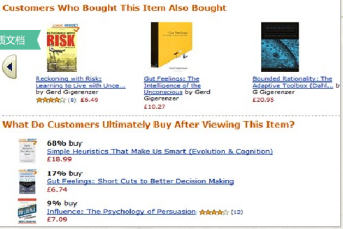 Customers Who Bought This Item Also Bought
文档
RISK
Reckoning with Risk:
Learning to Live with Unce...
by Gerd Gigerenzer
(8) £6.49
Gut Feelings: The
Intelligence of the
Unconscious by Gerd
Gigerenzer
£10.27
Bounded Rationality: The
Adaptive Toolbox (Dahl...
G Gigerenzer
£20.95
What Do Customers Ultimately Buy After Viewing This Item?
68% buy
Simple Heuristics That Make Us Smart (Evolution & Cognition)
£18.99
17% buy
Gut Feelings: Short Cuts to Better Decision Making
£6.74
9% buy
Influence: The Psychology of Persuasion (12)
£7.09